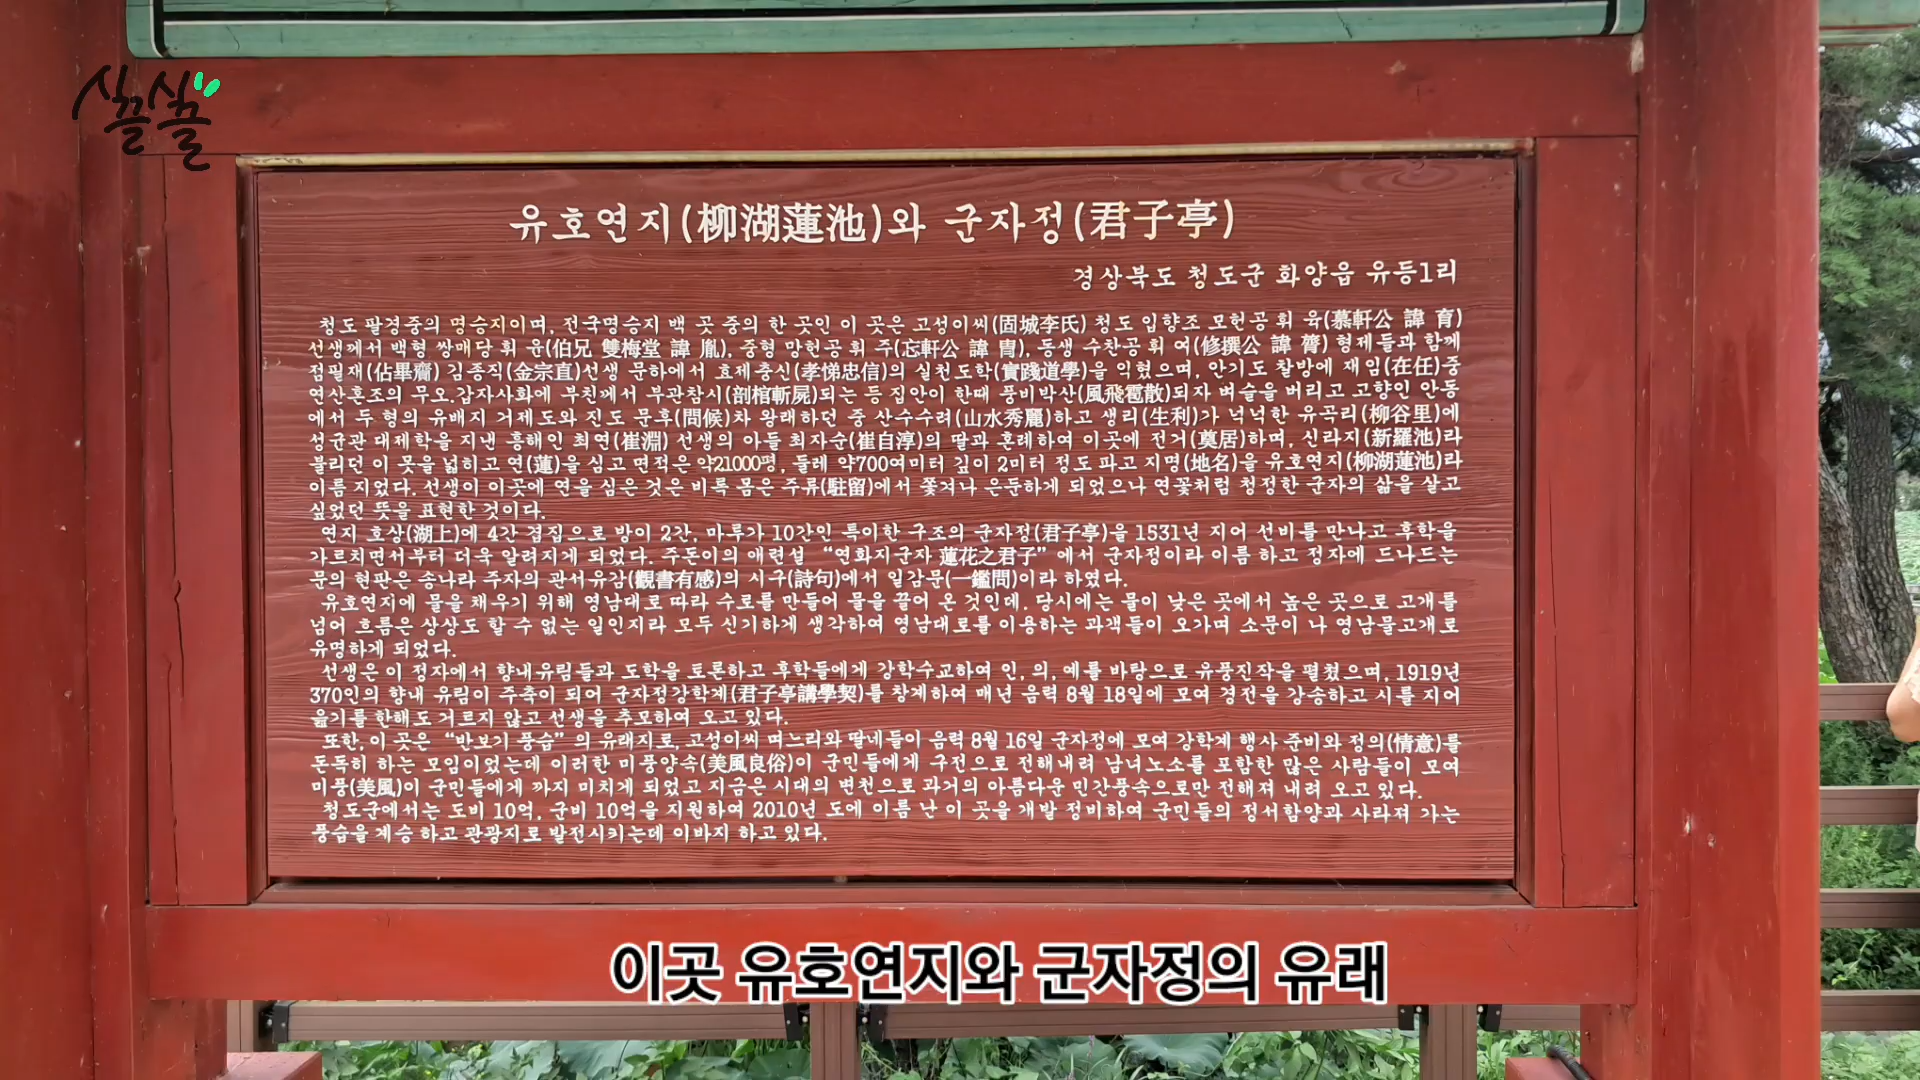 싶싶
유호연지(柳湖蓮池)와 군자정(君子亭)
경상북도 청도군 화양읍 유등1리
청도 팔경중의 명승지이며, 전국명승지 백 곳 중의 한 곳인 이 곳은 고성이씨(固城李氏) 청도 입향조 모헌공 휘 육(慕軒公 諱 育)
선생께서 백형 쌍매당 휘 윤(伯兄 雙梅堂 諱 胤), 중형 망헌공 휘 주(忘軒公 諱 胄), 동생 수찬공 휘 여(修撰公 諱 膂) 형제들과 함께
점필재(佔畢齋) 김종직(金宗直)선생 문하에서 효제충신(孝悌忠信)의 실천도학(實踐道學)을 익혔으며, 안기도 찰방에 재임(在任)중
연산혼조의 무오.갑자사화에 부친께서 부관참시(剖棺斬屍)되는 등 집안이 한때 풍비박산(風飛雹散)되자 벼슬을 버리고 고향인 안동
에서 두 형의 유배지 거제도와 진도 문후(問候)차 왕래하던 중 산수수려(山水秀麗)하고 생리(生利)가 넉넉한 유곡리(柳谷里)에
성균관 대제학을 지낸 흥해인 최연(崔淵) 선생의 아들 최자순(崔自淳)의 딸과 혼례하여 이곳에 전거(奠居)하며, 신라지(新羅池)라
불리던 이 못을 넓히고 연(蓮)을 심고 면적은 약21000평, 둘레 약700여미터 깊이 2미터 정도 파고 지명(地名)을 유호연지(柳湖蓮池)라
이름 지었다. 선생이 이곳에 연을 심은 것은 비록 몸은 주류(駐留)에서 쫓겨나 은둔하게 되었으나 연꽃처럼 청정한 군자의 삶을 살고
싶었던 뜻을 표현한 것이다.
연지 호상(湖上)에 4간 겹집으로 방이 2간, 마루가 10간인 특이한 구조의 군자정(君子亭)을 1531년 지어 선비를 만나고 후학을
가르치면서부터 더욱 알려지게 되었다. 주돈이의 애련설 "연화지군자 蓮花之君子"에서 군자정이라 이름 하고 정자에 드나드는
문의 현판은 송나라 주자의 관서유감(觀書有感)의 시구(詩句)에서 일감문(一鑑門)이라 하였다.
유호연지에 물을 채우기 위해 영남대로 따라 수로를 만들어 물을 끌어 온 것인데. 당시에는 물이 낮은 곳에서 높은 곳으로 고개를
넘어 흐름은 상상도 할 수 없는 일인지라 모두 신기하게 생각하여 영남대로를 이용하는 과객들이 오가며 소문이 나 영남물고개로
유명하게 되었다.
선생은 이 정자에서 향내유림들과 도학을 토론하고 후학들에게 강학수교하여 인, 의, 예를 바탕으로 유풍진작을 펼쳤으며, 1919년
370인의 향내 유림이 주축이 되어 군자정강학계(君子亭講學契)를 창계하여 매년 음력 8월 18일에 모여 경전을 강송하고 시를 지어
읊기를 한해도 거르지 않고 선생을 추모하여 오고 있다.
또한, 이 곳은 "반보기 풍습"의 유래지로, 고성이씨 며느리와 딸네들이 음력 8월 16일 군자정에 모여 강학계 행사 준비와 정의(情意)를
돈독히 하는 모임이었는데 이러한 미풍양속(美風良俗)이 군민들에게 구전으로 전해내려 남녀노소를 포함한 많은 사람들이 모여
미풍(美風)이 군민들에게 까지 미치게 되었고 지금은 시대의 변천으로 과거의 아름다운 민간풍속으로만 전해져 내려 오고 있다.
청도군에서는 도비 10억, 군비 10억을 지원하여 2010년 도에 이름 난 이 곳을 개발 정비하여 군민들의 정서함양과 사라져 가는
풍습을 계승 하고 관광지로 발전시키는데 이바지 하고 있다.
이곳 유호연지와 군자정의 유래